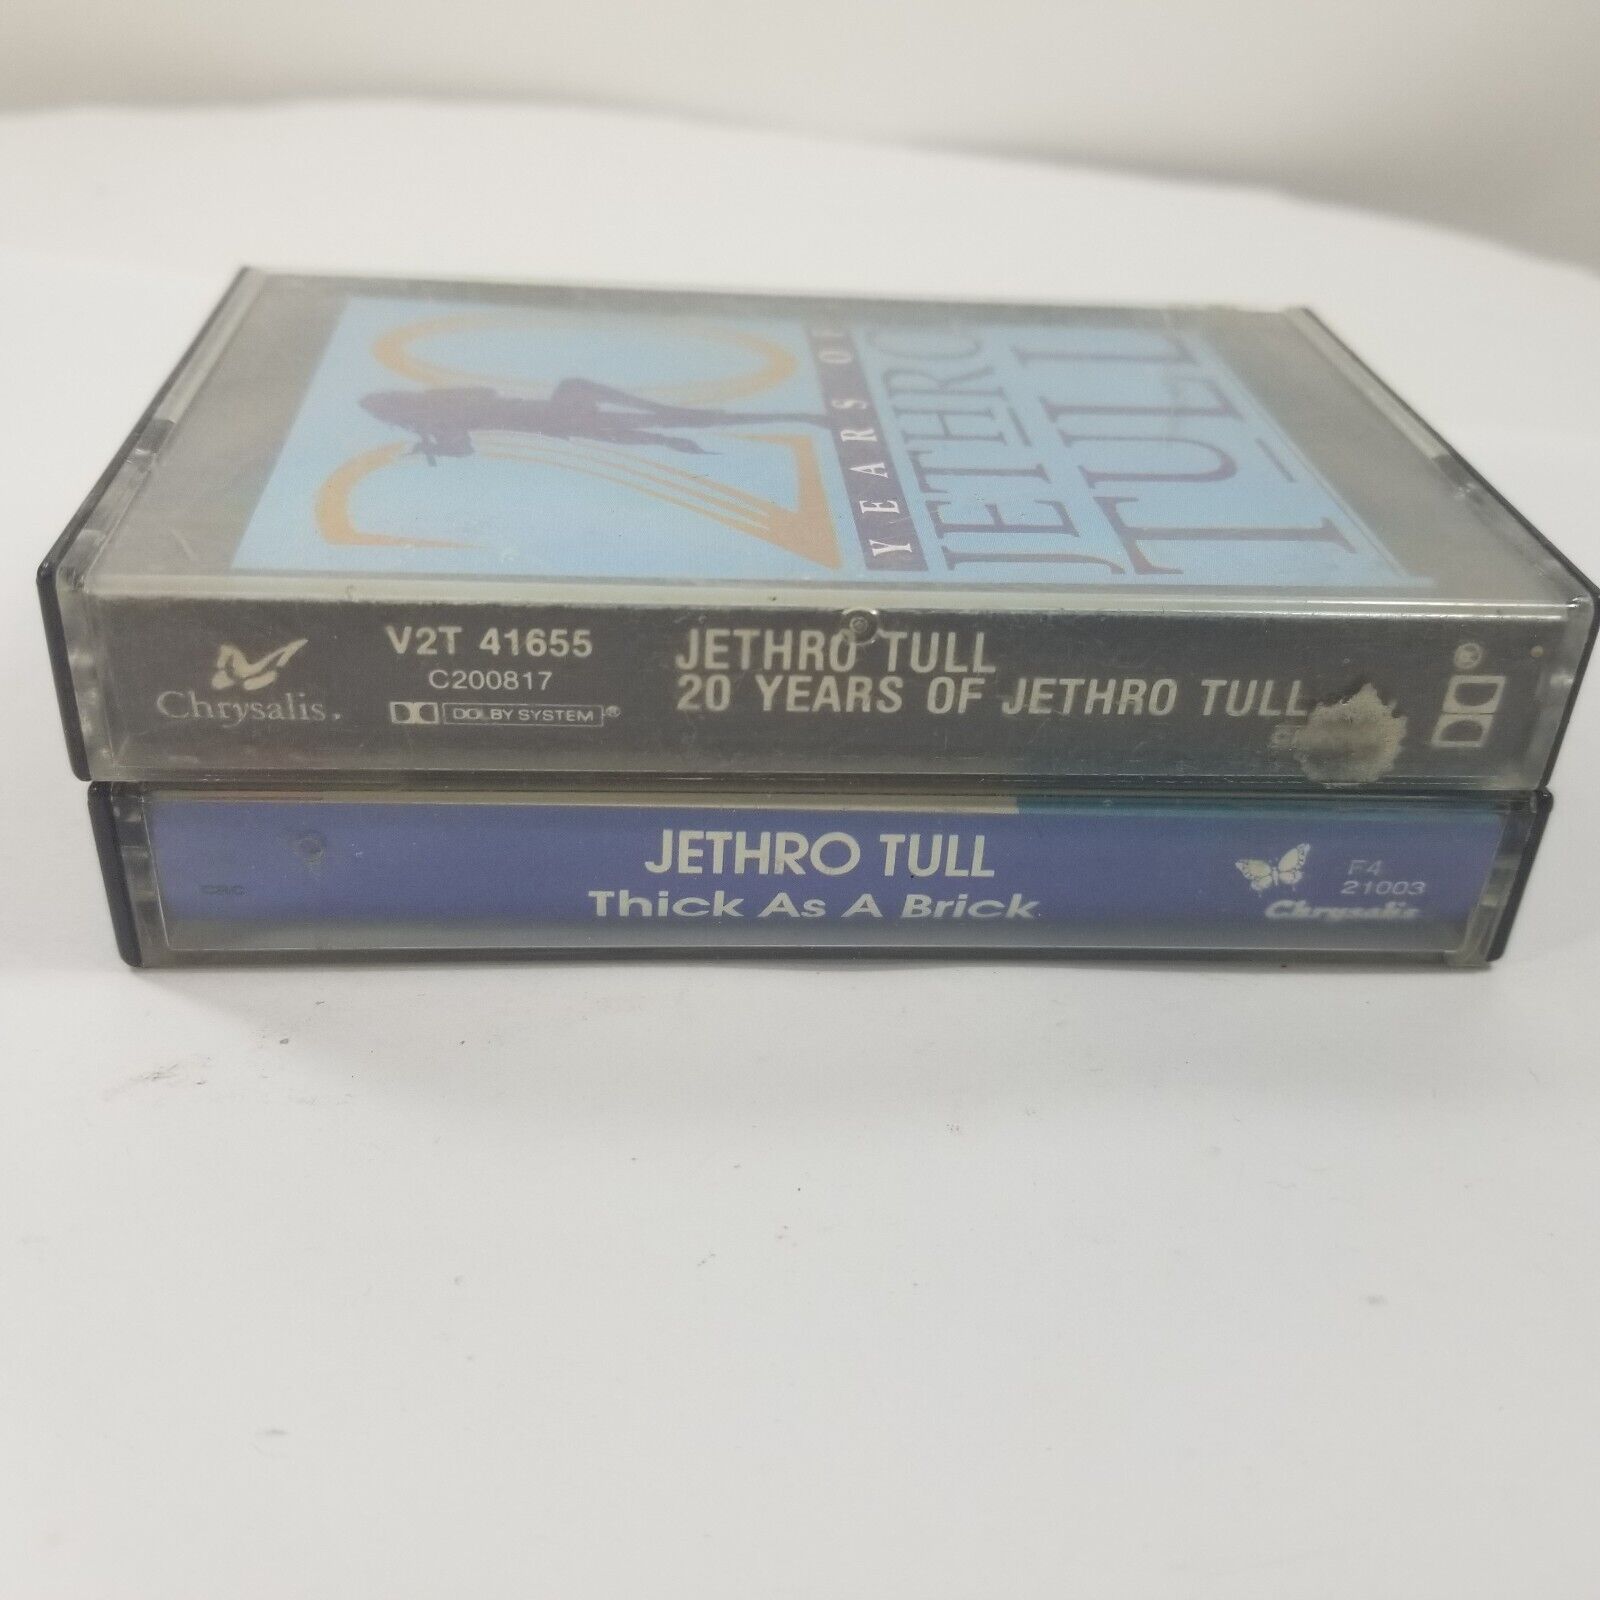 20
YEARS OF
JETHRO
TULL
Chrysalis
V2T 41655
C200817
DOLBY SYSTEM®
JETHRO TULL
20 YEARS OF JETHRO TULL
®
JETHRO TULL
Thick As A Brick
CRC
F4
21003
Chrysalis